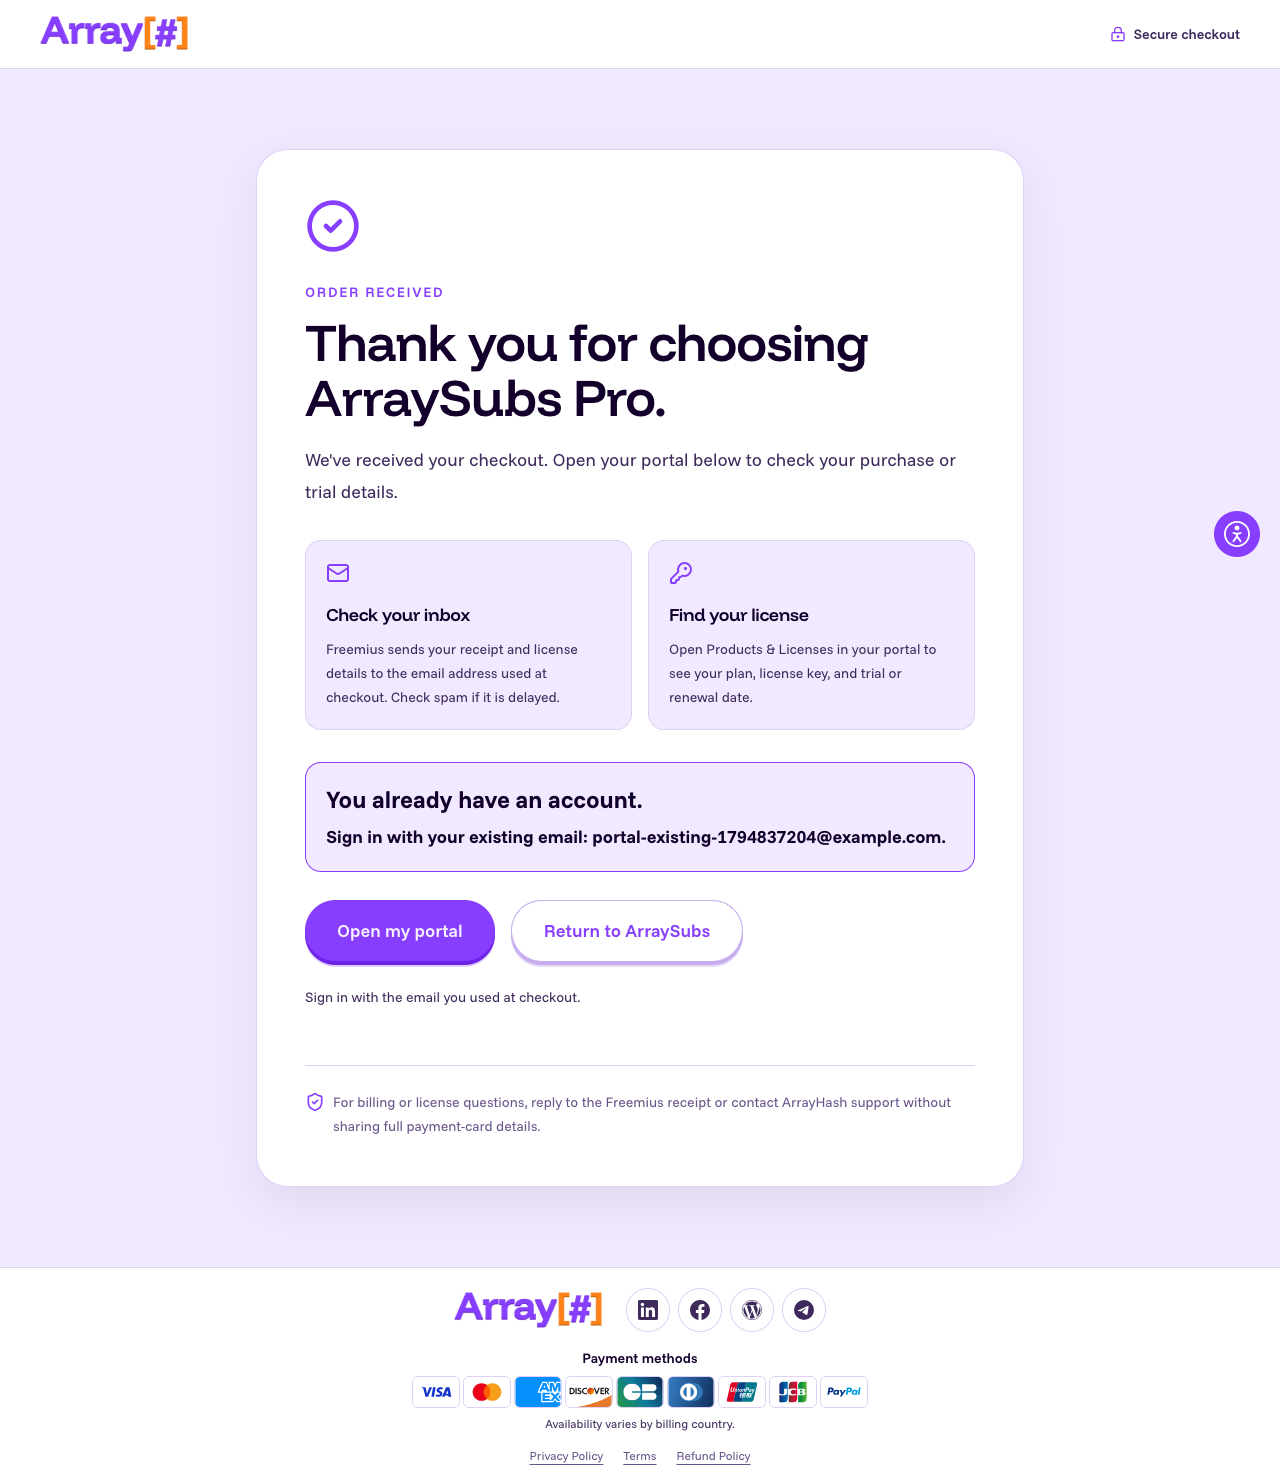 Array[#]
Secure checkout
ORDER RECEIVED
Thank you for choosing
ArraySubs Pro.
We've received your checkout. Open your portal below to check your purchase or
trial details.
Check your inbox
Freemius sends your receipt and license
details to the email address used at
checkout. Check spam if it is delayed.
Find your license
Open Products & Licenses in your portal to
see your plan, license key, and trial or
renewal date.
You already have an account.
Sign in with your existing email: portal-existing-1794837204@example.com.
Open my portal
Return to ArraySubs
Sign in with the email you used at checkout.
For billing or license questions, reply to the Freemius receipt or contact ArrayHash support without
sharing full payment-card details.
Array[#]
Payment methods
VISA
AM
EX
DISCOVER
CB
UnionPay
银联
JCB
PayPal
Availability varies by billing country.
Privacy Policy
Terms
Refund Policy